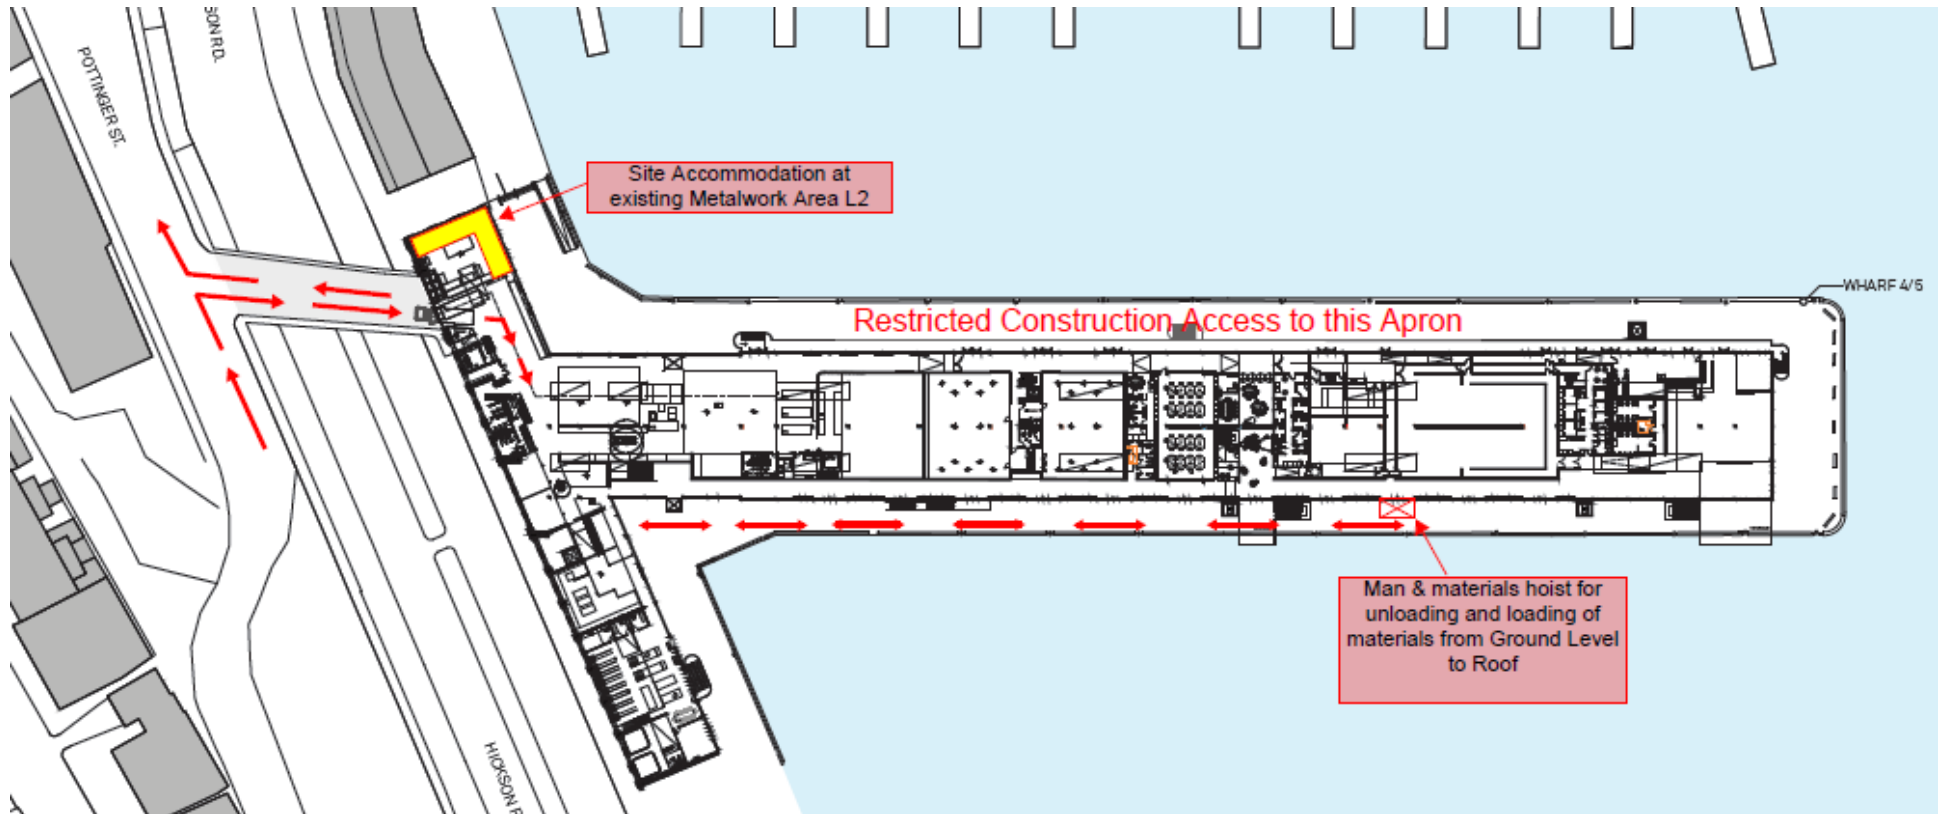 SON RD.
POTTINGER ST.
Site Accommodation at
existing Metalwork Area L2
WHARF 4/5
Restricted Construction Access to this Apron
Man & materials hoist for
unloading and loading of
materials from Ground Level
to Roof
HICKSON R